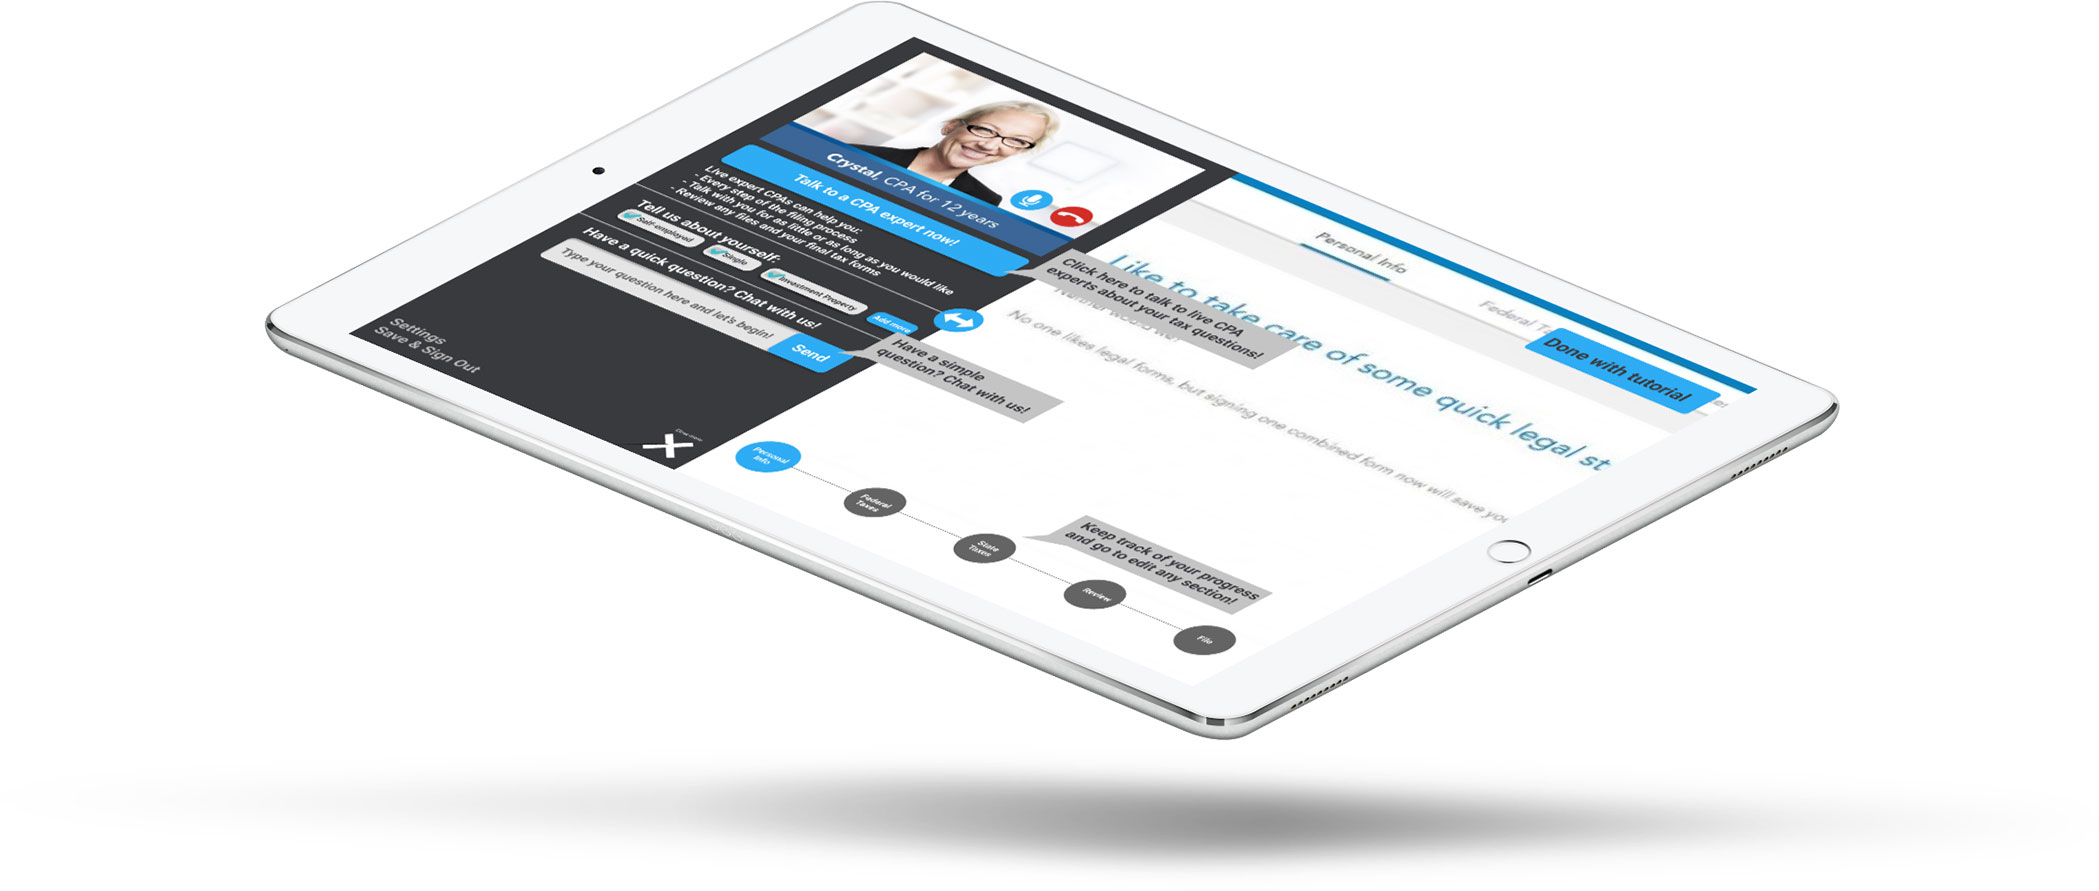 Crystal, CPA for 12 years
Talk to a CPA expert now!
Live expert CPAs can help you:
- Every step of the filing process
- Talk with you for as little or as long as you would like
- Review any files and your final tax forms
Tell us about yourself:
Self-employed
Single
Investment Property
Add more
Have a quick question? Chat with us!
Type your question here and let's begin!
Send
Settings
Save & Sign Out
Personal Info
Federal Ta
Done with tutorial
Like to take care of some quick legal st
No one likes legal forms, but signing one combined form now will save you
Click here to talk to live CPA
experts about your tax questions!
Have a simple
question? Chat with us!
Keep track of your progress
and go to edit any section!
Personal
Info
Federal
Taxes
State
Taxes
Review
File